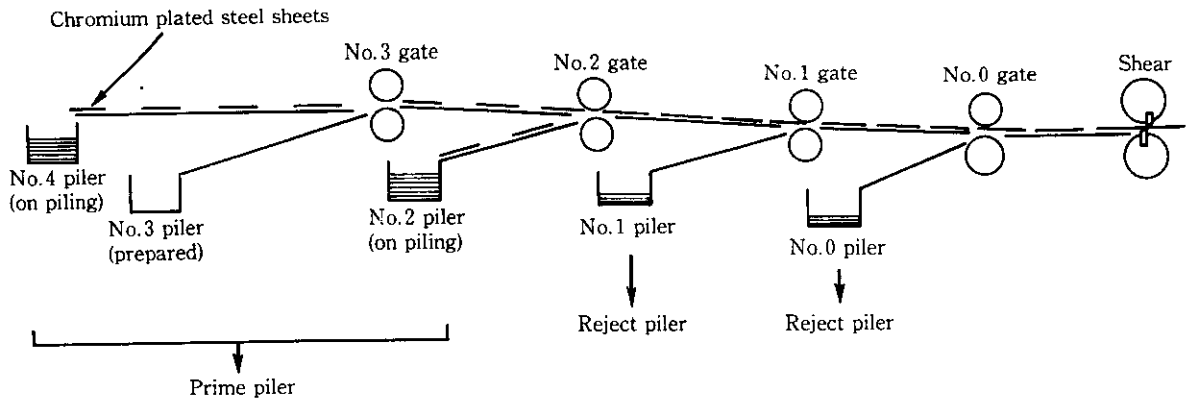 Chromium plated steel sheets
No.3 gate
No.2 gate
No.1 gate
No.0 gate
Shear
No.4 piler
(on piling)
No.3 piler
(prepared)
No.2 piler
(on piling)
No.1 piler
No.0 piler
Reject piler
Reject piler
Prime piler